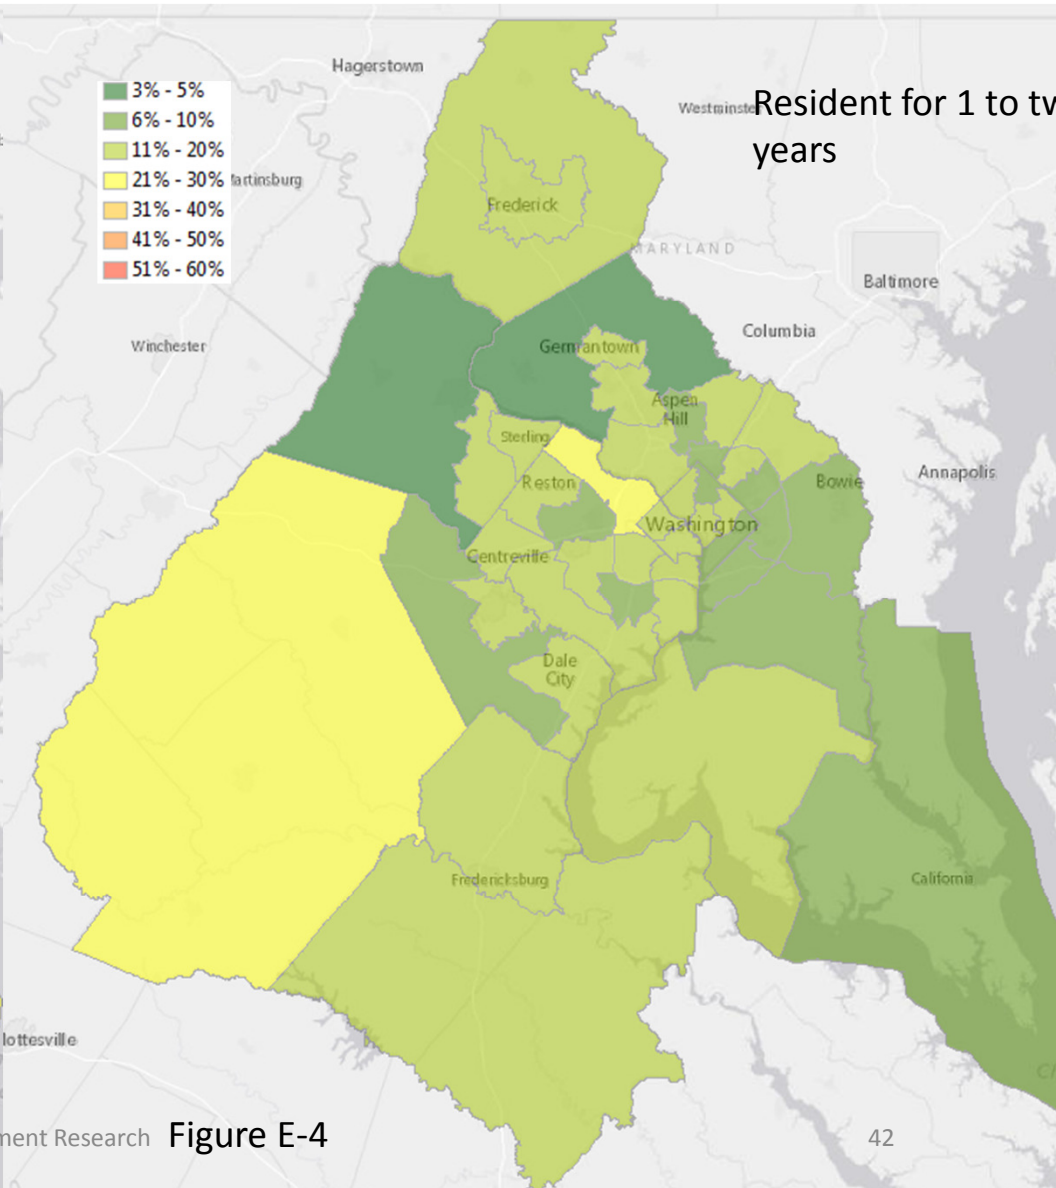 Hagerstown
3% - 5%
6% - 10%
11% - 20%
21% - 30%
31% - 40%
41% - 50%
51% - 60%
Westminster
Resident for 1 to tw
years
Martinsburg
Frederick
MARYLAND
Baltimore
Winchester
Germantown
Columbia
Aspen
Hill
Sterling
Reston
Bowie
Annapolis
Washington
Centreville
Dale
City
Fredericksburg
California
lottesville
ment Research
Figure E-4
42